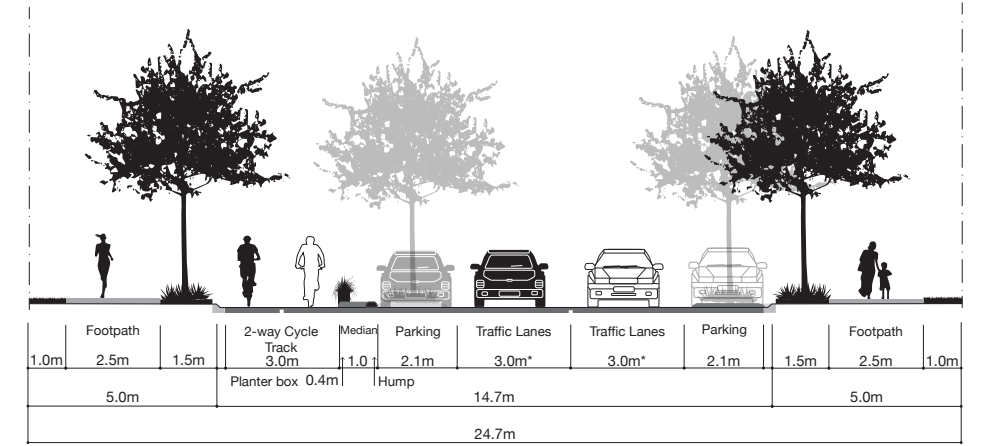 Footpath 2-way Cycle Median Parking Traffic Lanes Traffic Lanes Parking Footpath
Track
1.0m 2.5m 1.5m 3.0m 1.0 2.1m 3.0m* 3.0m* 2.1m 1.5m 2.5m 1.0m
Planter box 0.4m Hump
5.0m 14.7m 5.0m
24.7m